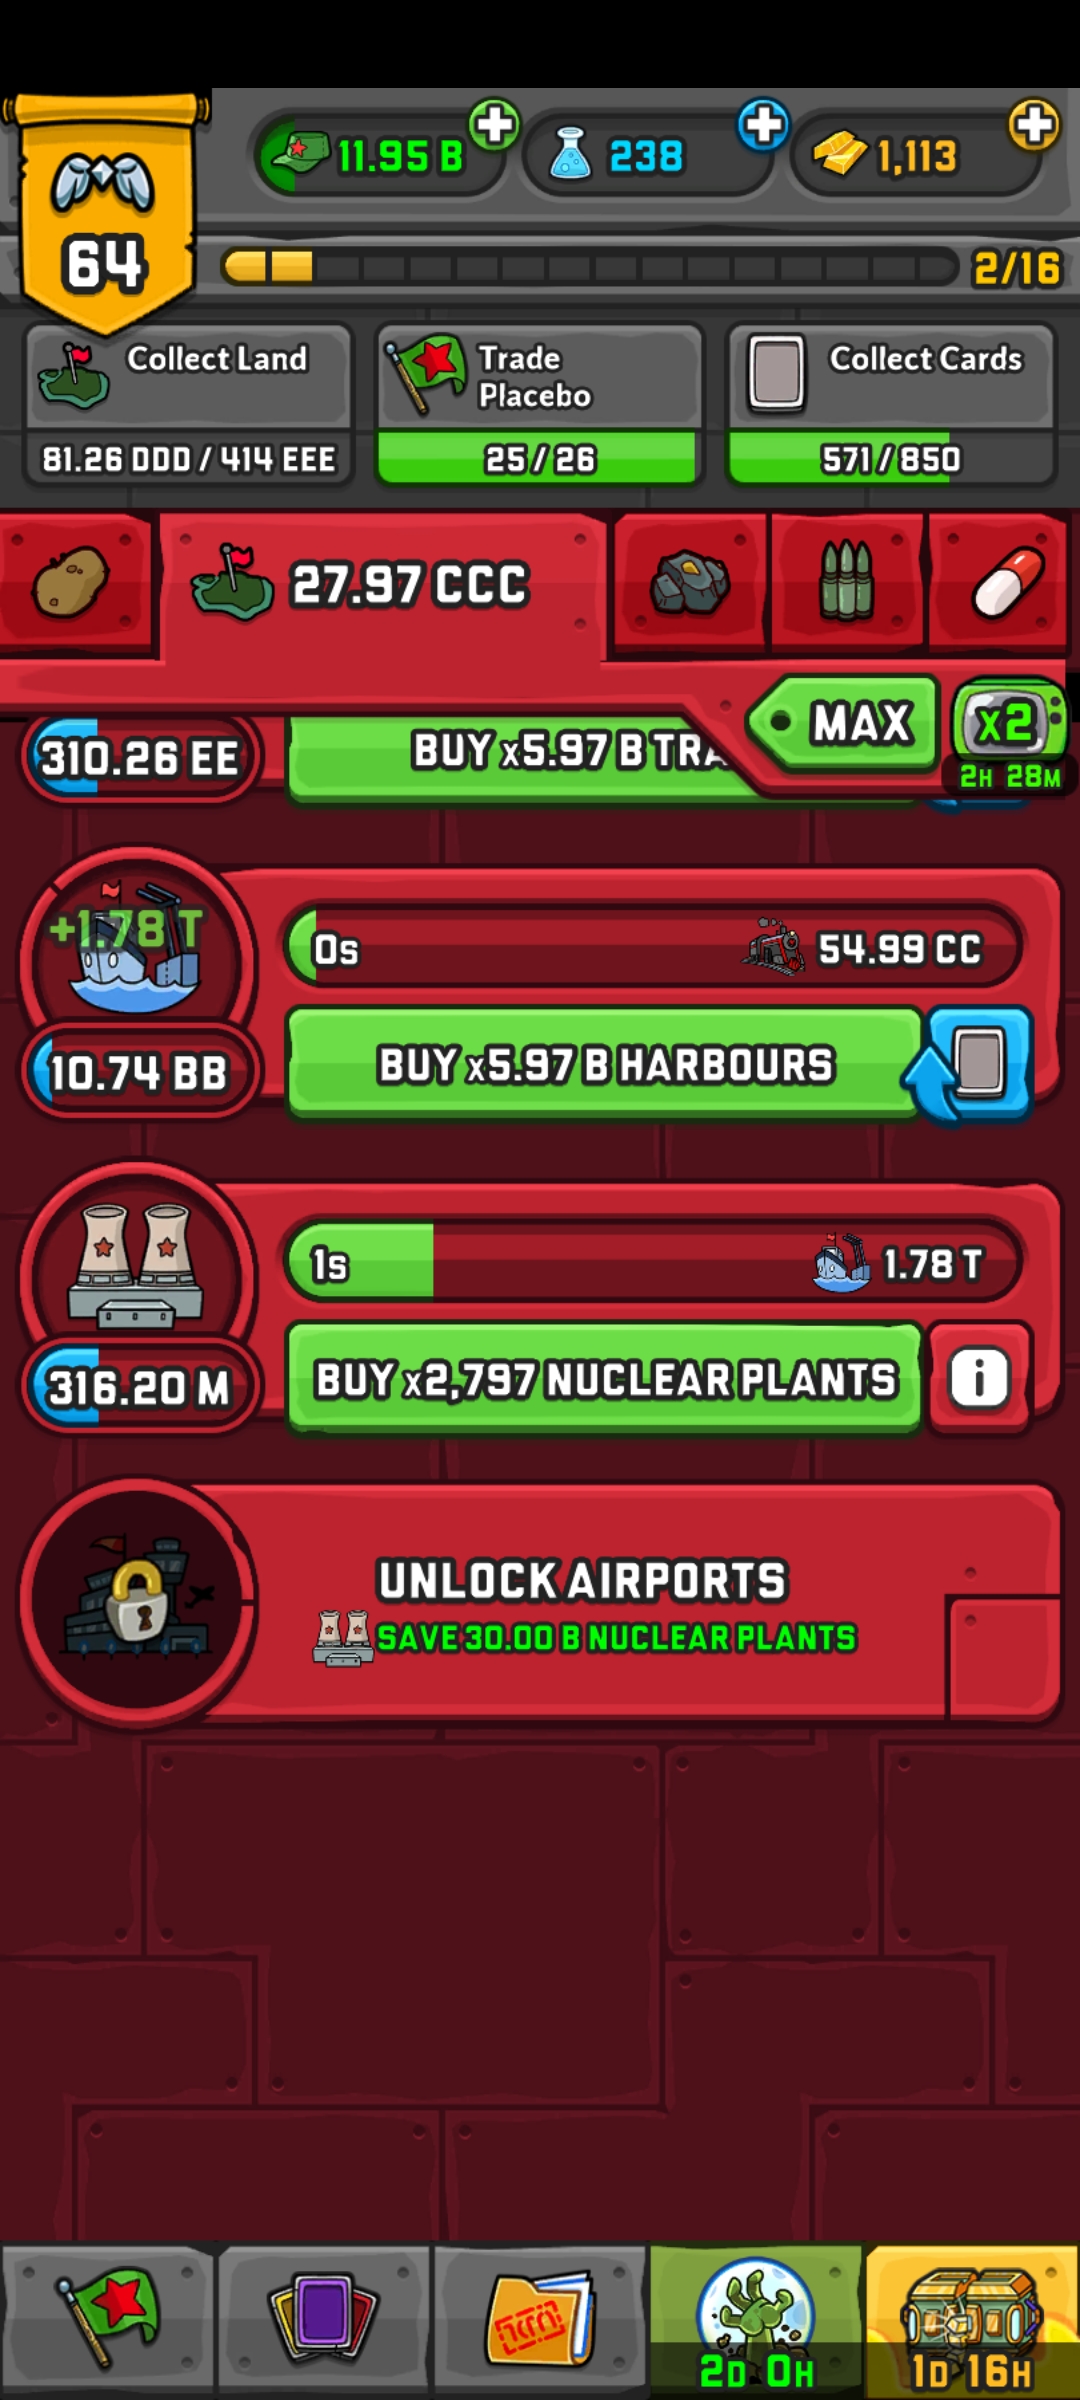 11.95 B
238
1,113
64
2/16
Collect Land
81.26 DDD / 414 EEE
Trade
Placebo
25 / 26
Collect Cards
571 / 850
27.97 CCC
MAX
x2
2H 28M
310.26 EE
BUY x5.97 B TRA
+1.78 T
0s
54.99 CC
10.74 BB
BUY x5.97 B HARBOURS
1s
1.78 T
316.20 M
BUY x2,797 NUCLEAR PLANTS
i
UNLOCK AIRPORTS
SAVE 30.00 B NUCLEAR PLANTS
2D 0H
1D 16H